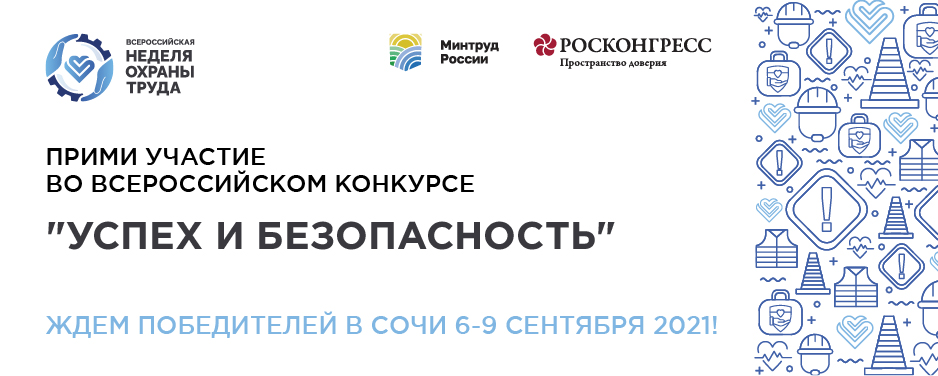 ВСЕРОССИЙСКАЯ
НЕДЕЛЯ
ОХРАНЫ
ТРУДА
Минтруд
России
РОСКОНГРЕСС
Пространство доверия
ПРИМИ УЧАСТИЕ
ВО ВСЕРОССИЙСКОМ КОНКУРСЕ
"УСПЕХ И БЕЗОПАСНОСТЬ"
ЖДЕМ ПОБЕДИТЕЛЕЙ В СОЧИ 6-9 СЕНТЯБРЯ 2021!